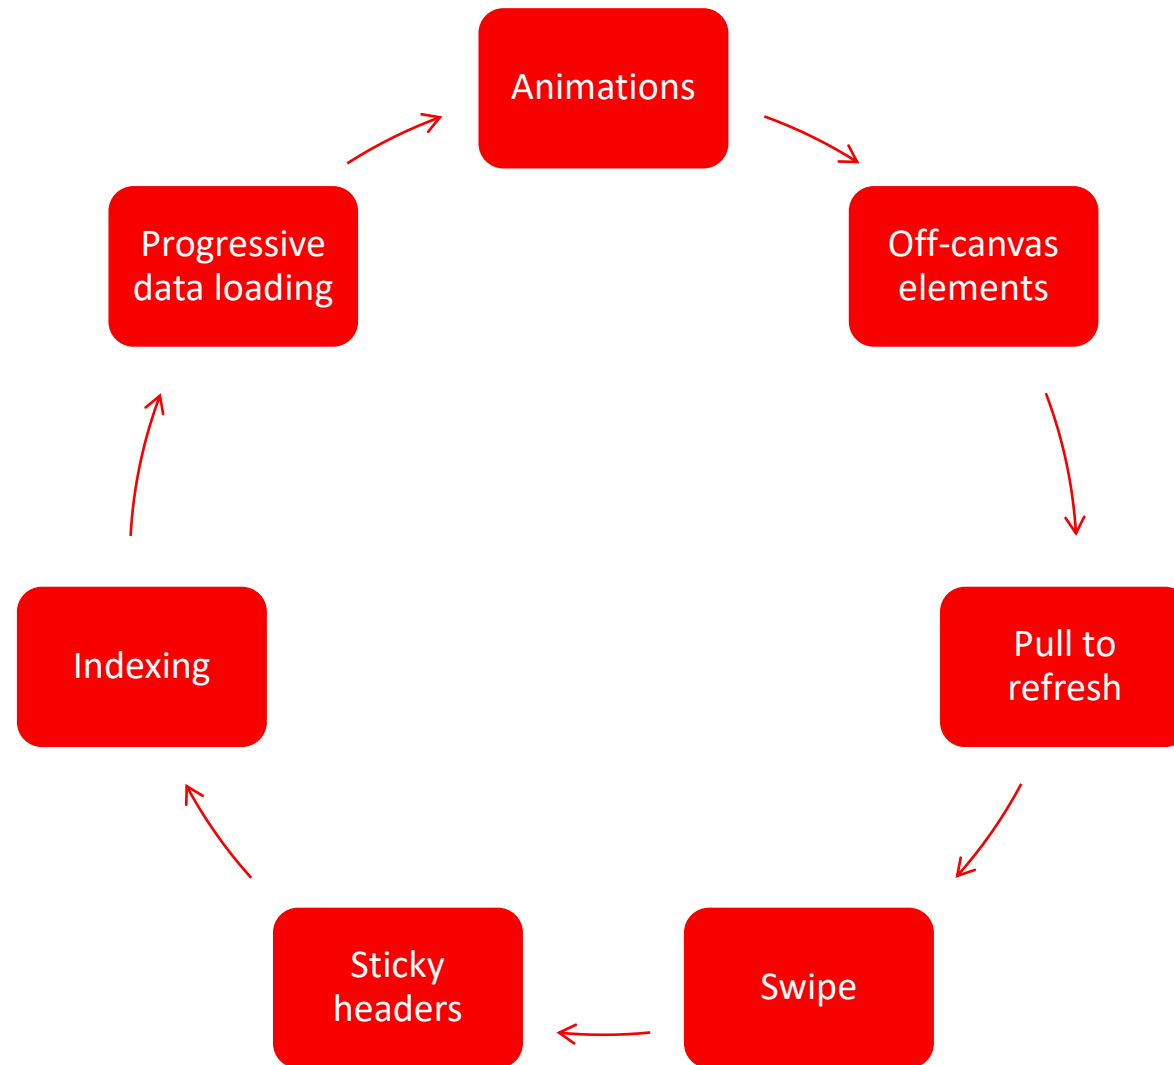 Animations
Off-canvas
elements
Pull to
refresh
Swipe
Sticky
headers
Indexing
Progressive
data loading